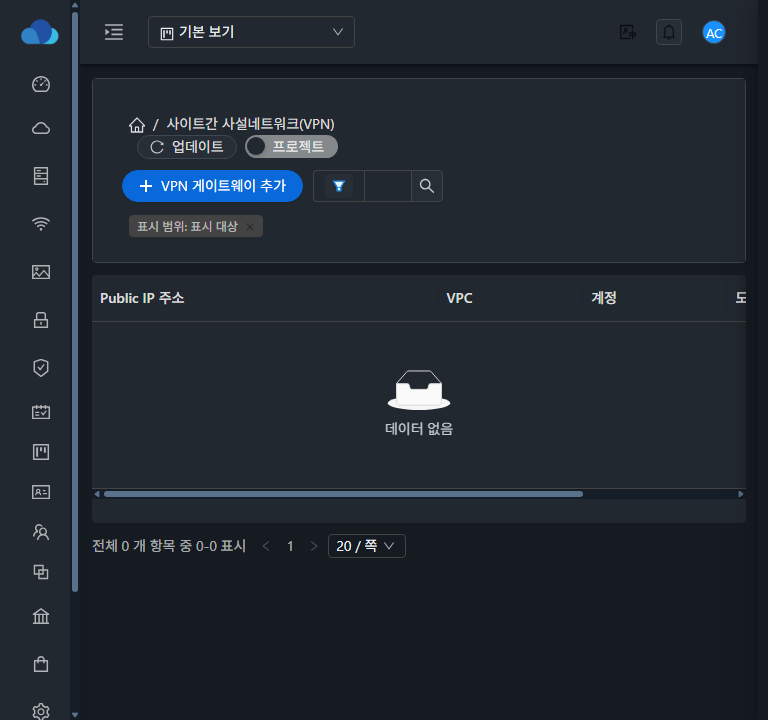 기본 보기
AC
/ 사이트간 사설네트워크(VPN)
업데이트 프로젝트
VPN 게이트웨이 추가
표시 범위: 표시 대상
Public IP 주소 VPC 계정 도
데이터 없음
전체 0 개 항목 중 0-0 표시 1 20 / 쪽